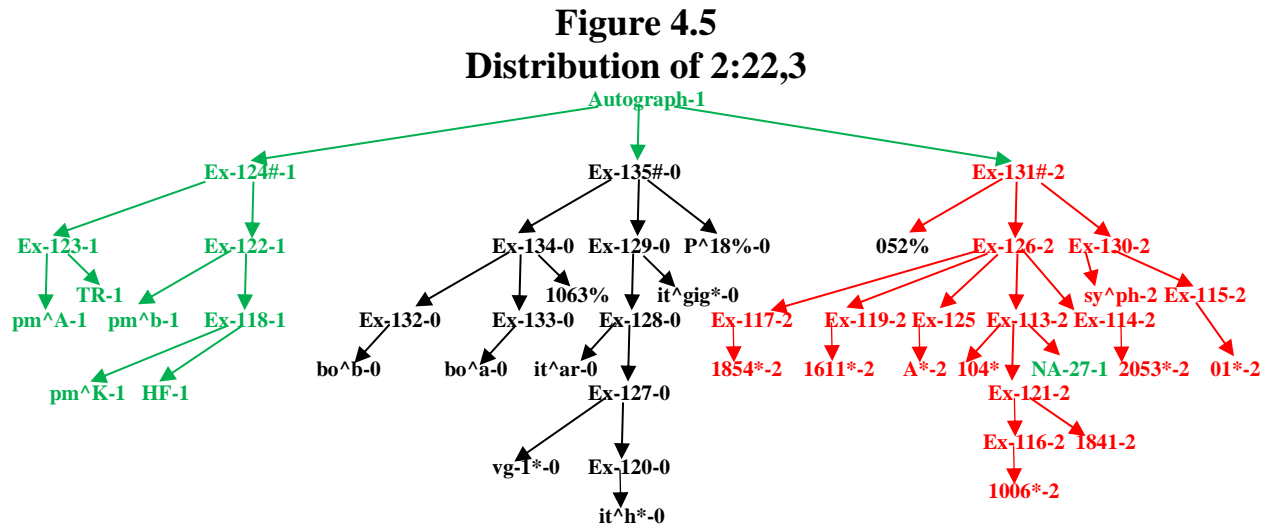 Figure 4.5
Distribution of 2:22,3
Autograph-1
Ex-124#-1 Ex-135#-0 Ex-131#-2
Ex-123-1 Ex-122-1 Ex-134-0 Ex-129-0 P^18%-0 052% Ex-126-2 Ex-130-2
TR-1 1063% it^gig*-0 sy^ph-2 Ex-115-2
pm^A-1 pm^b-1 Ex-118-1 Ex-132-0 Ex-133-0 Ex-128-0 Ex-117-2 Ex-119-2 Ex-125 Ex-113-2 Ex-114-2
bo^b-0 bo^a-0 it^ar-0 1854*-2 1611*-2 A*-2 104* NA-27-1 2053*-2 01*-2
pm^K-1 HF-1 Ex-127-0 Ex-121-2
Ex-116-2 1841-2
vg-1*-0 Ex-120-0
1006*-2
it^h*-0